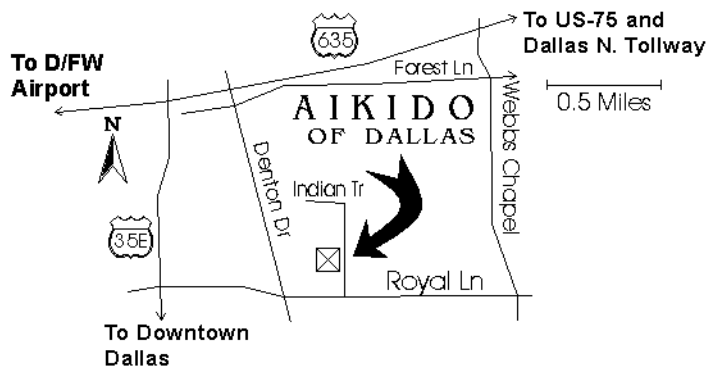 To US-75 and
Dallas N. Tollway
635
To D/FW
Airport
Forest Ln
0.5 Miles
N
AIKIDO
OF DALLAS
Webbs Chapel
Denton Dr
Indian Tr
35E
Royal Ln
To Downtown
Dallas